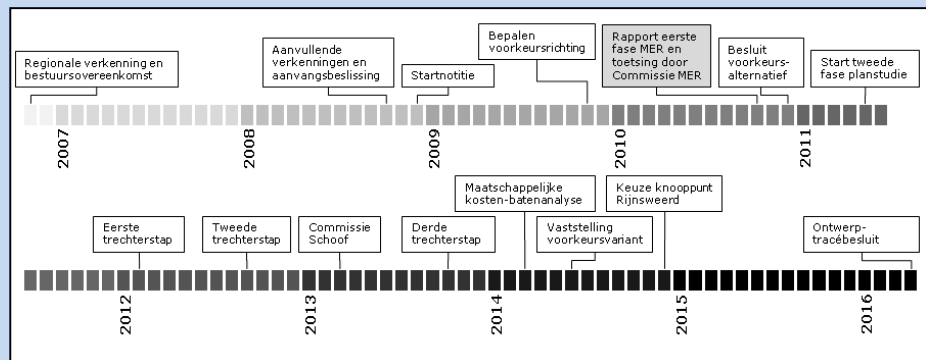 Regionale verkenning en
bestuursovereenkomst
Aanvullende
verkenningen en
aanvangsbeslissing
Startnotitie
Bepalen
voorkeursrichting
Rapport eerste
fase MER en
toetsing door
Commissie MER
Besluit
voorkeurs-
alternatief
Start tweede
fase planstudie
2007
2008
2009
2010
2011
Eerste
trechterstap
Tweede
trechterstap
Commissie
Schoof
Derde
trechterstap
Maatschappelijke
kosten-batenanalyse
Vaststelling
voorkeursvariant
Keuze knooppunt
Rijnsweerd
Ontwerp-
tracébesluit
2012
2013
2014
2015
2016